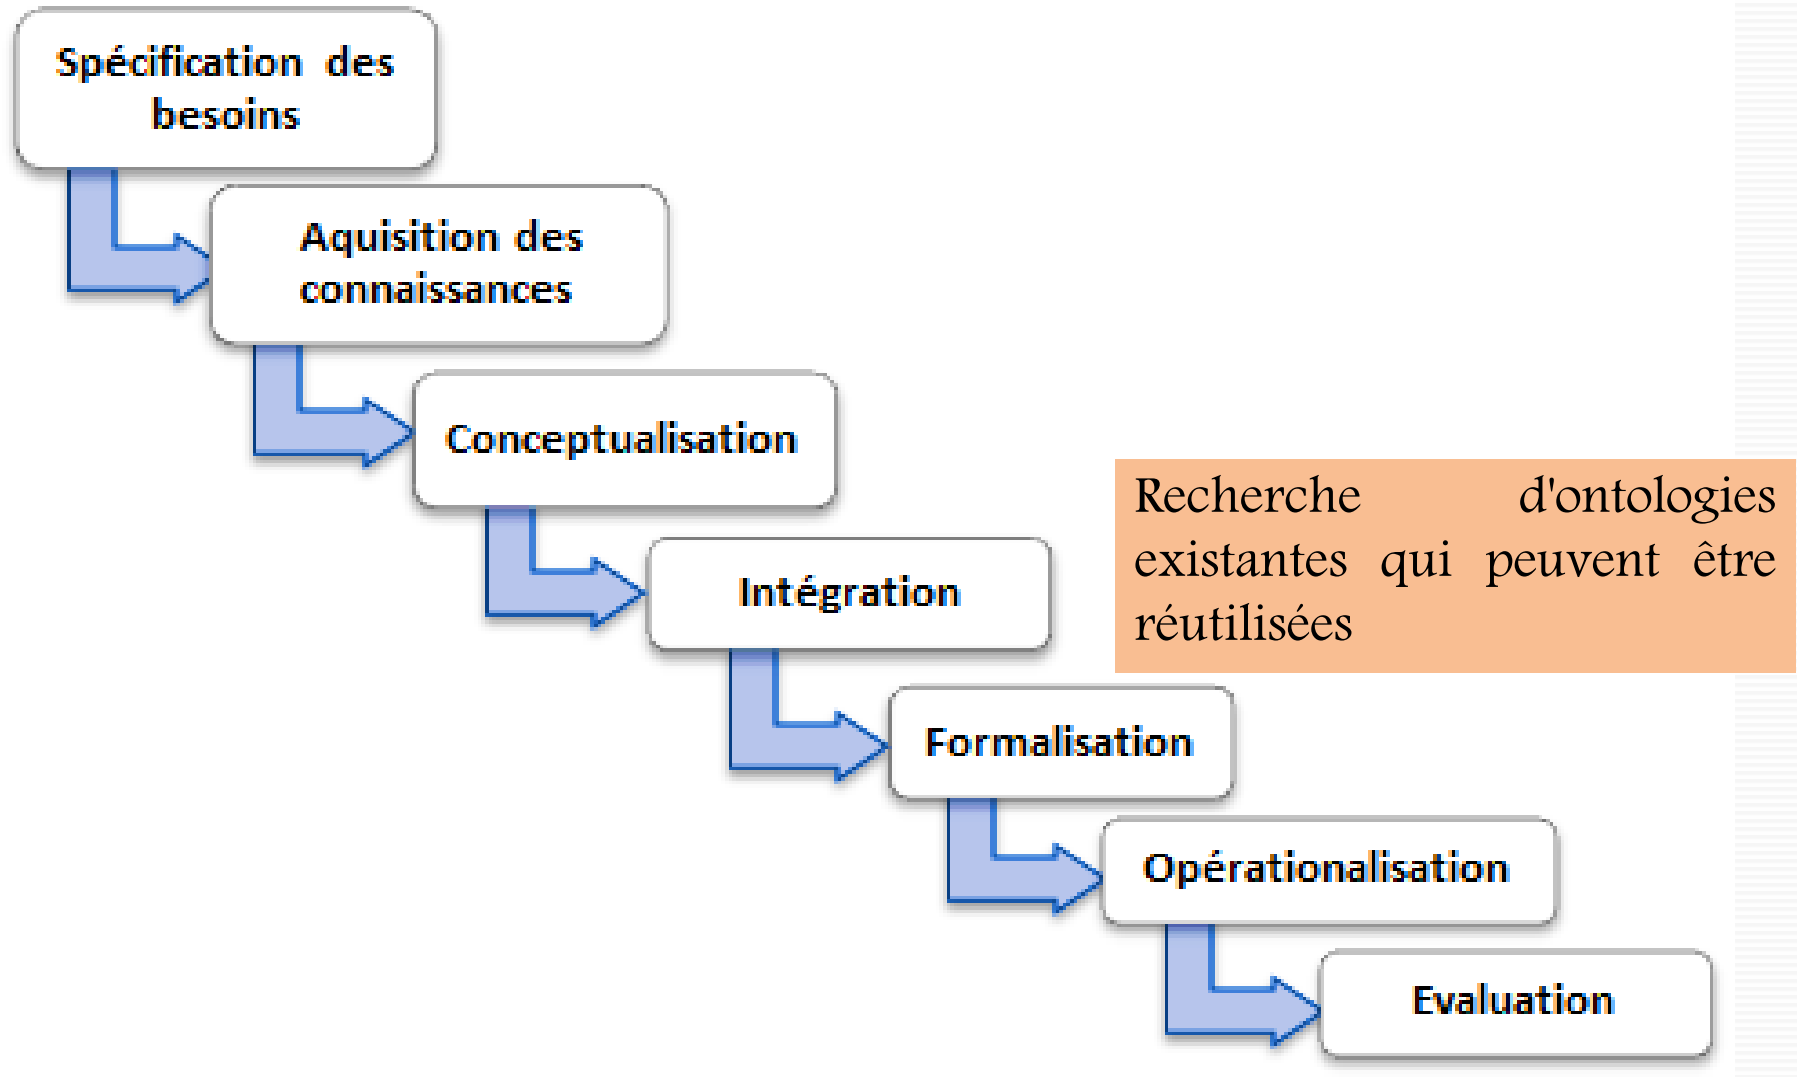 Spécification des
besoins
Aquisition des
connaissances
Conceptualisation
Recherche d'ontologies
existantes qui peuvent être
réutilisées
Intégration
Formalisation
Opérationalisation
Evaluation